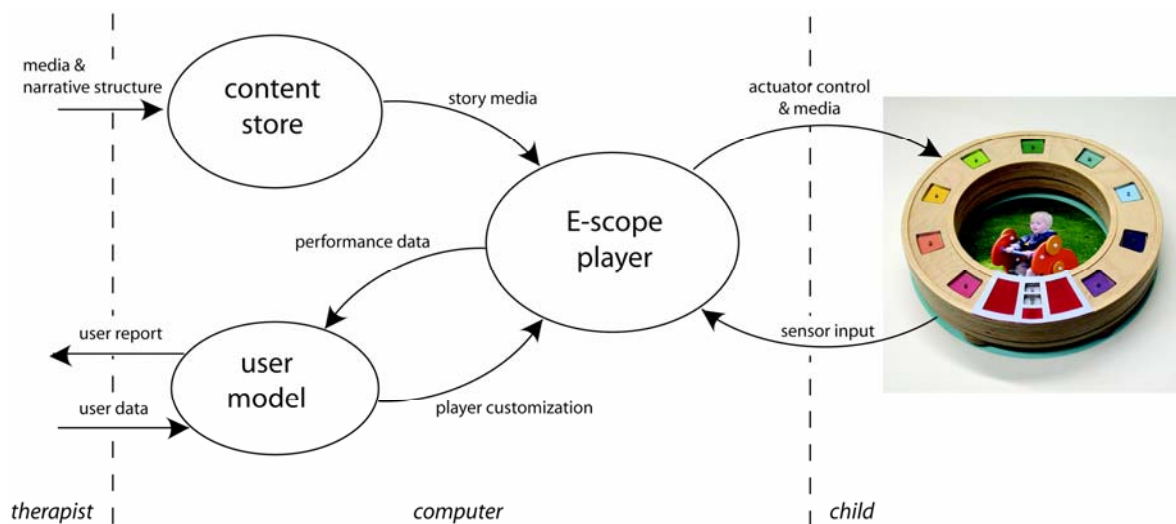 media &
narrative structure
content
store
story media
actuator control
& media
E-scope
player
performance data
user report
user
model
user data
player customization
sensor input
therapist
computer
child